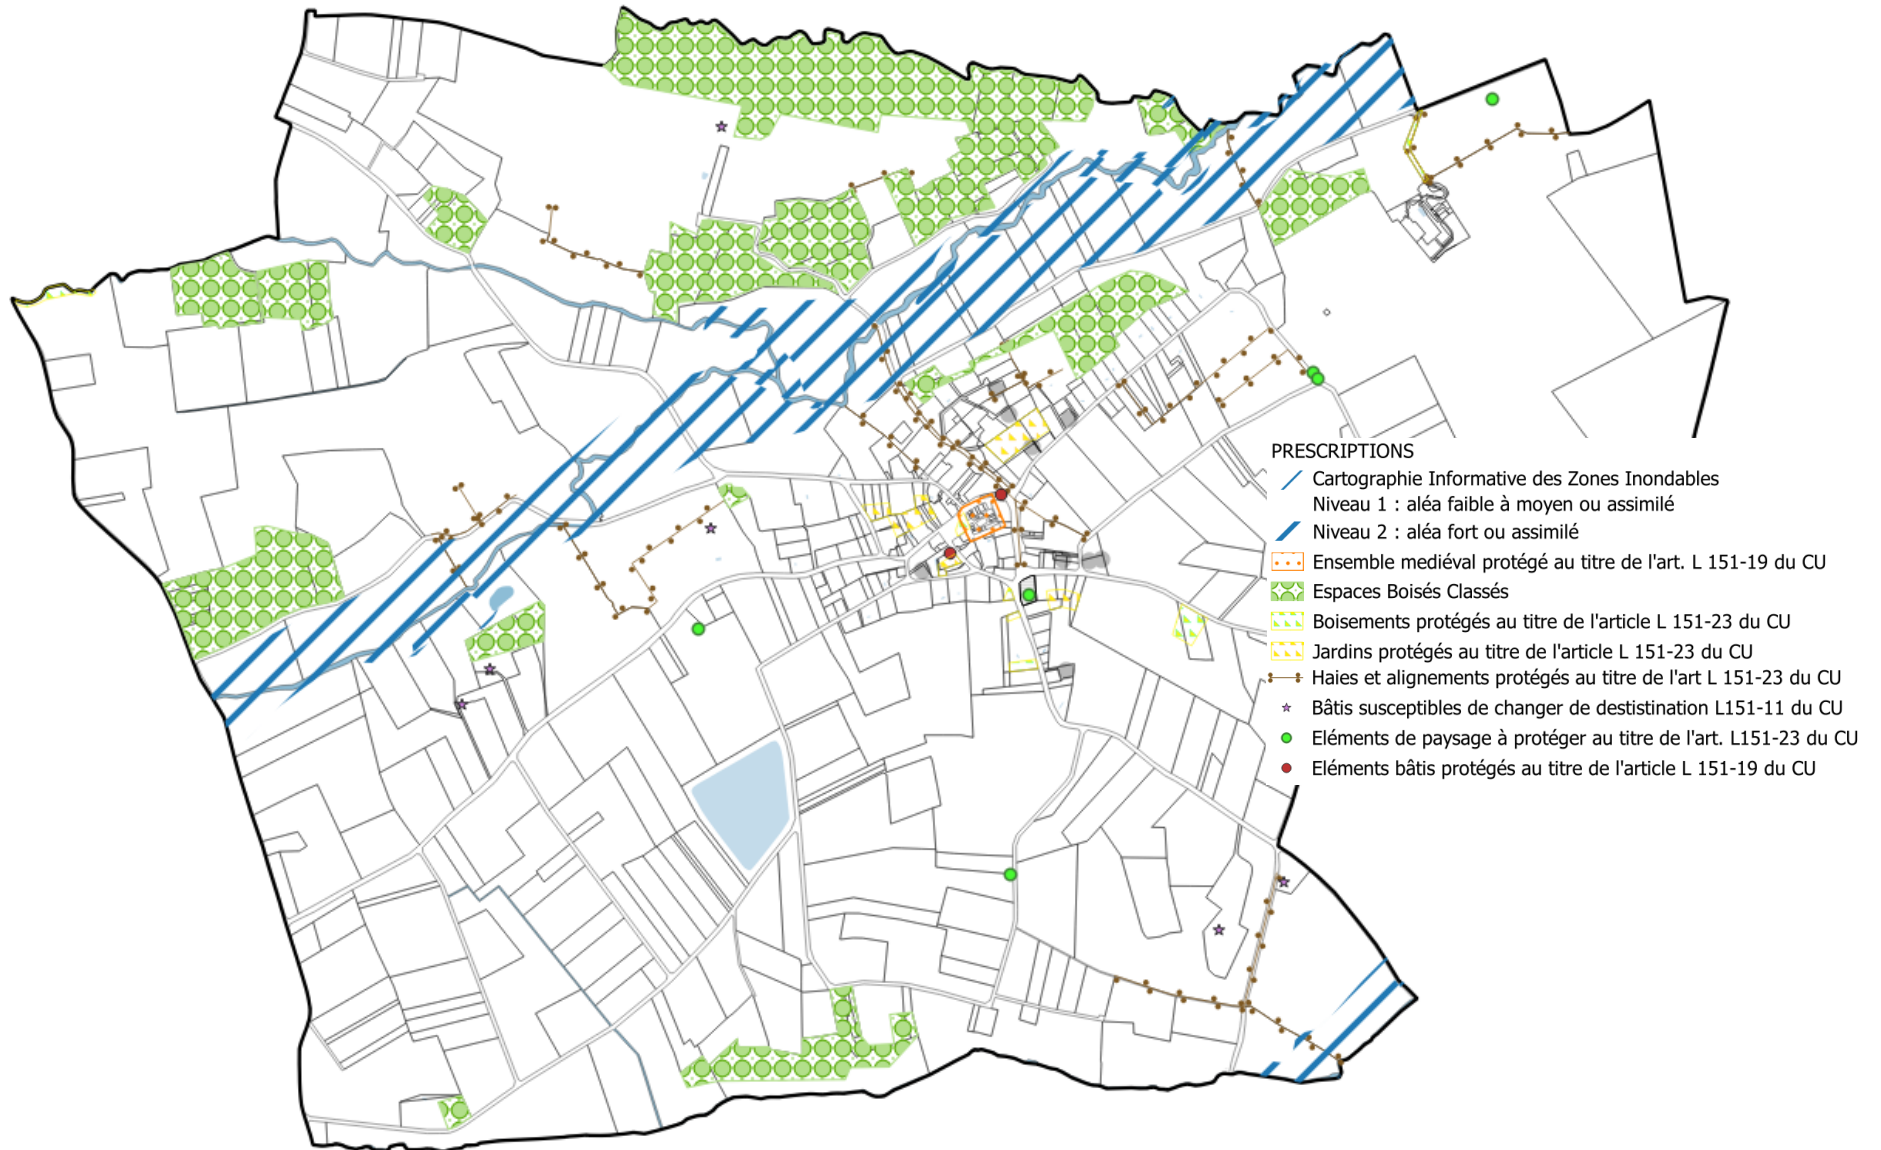 PRESCRIPTIONS
Cartographie Informative des Zones Inondables
Niveau 1 : aléa faible à moyen ou assimilé
Niveau 2 : aléa fort ou assimilé
Ensemble mediéval protégé au titre de l'art. L 151-19 du CU
Espaces Boisés Classés
Boisements protégés au titre de l'article L 151-23 du CU
Jardins protégés au titre de l'article L 151-23 du CU
Haies et alignements protégés au titre de l'art L 151-23 du CU
Bâtis susceptibles de changer de destistination L151-11 du CU
Eléments de paysage à protéger au titre de l'art. L151-23 du CU
Eléments bâtis protégés au titre de l'article L 151-19 du CU